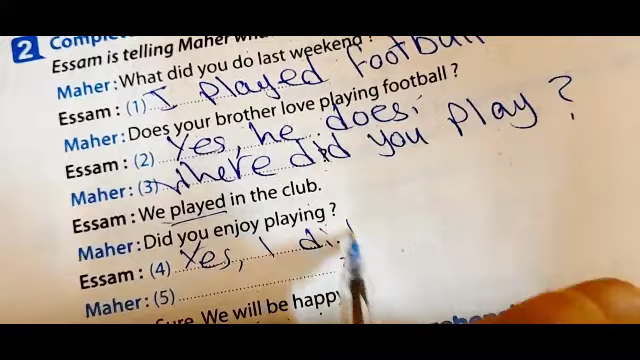 2 Comple
Essam is telling Maher wha
Maher: What did you do last weekend?
Essam: (1) I played Football
Maher: Does your brother love playing football?
Essam: (2) Yes, he does.
Maher: (3) where did you play?
Essam: We played in the club.
Maher: Did you enjoy playing?
Essam: (4) Yes, I di
Maher: (5)
Sure. We will be happy